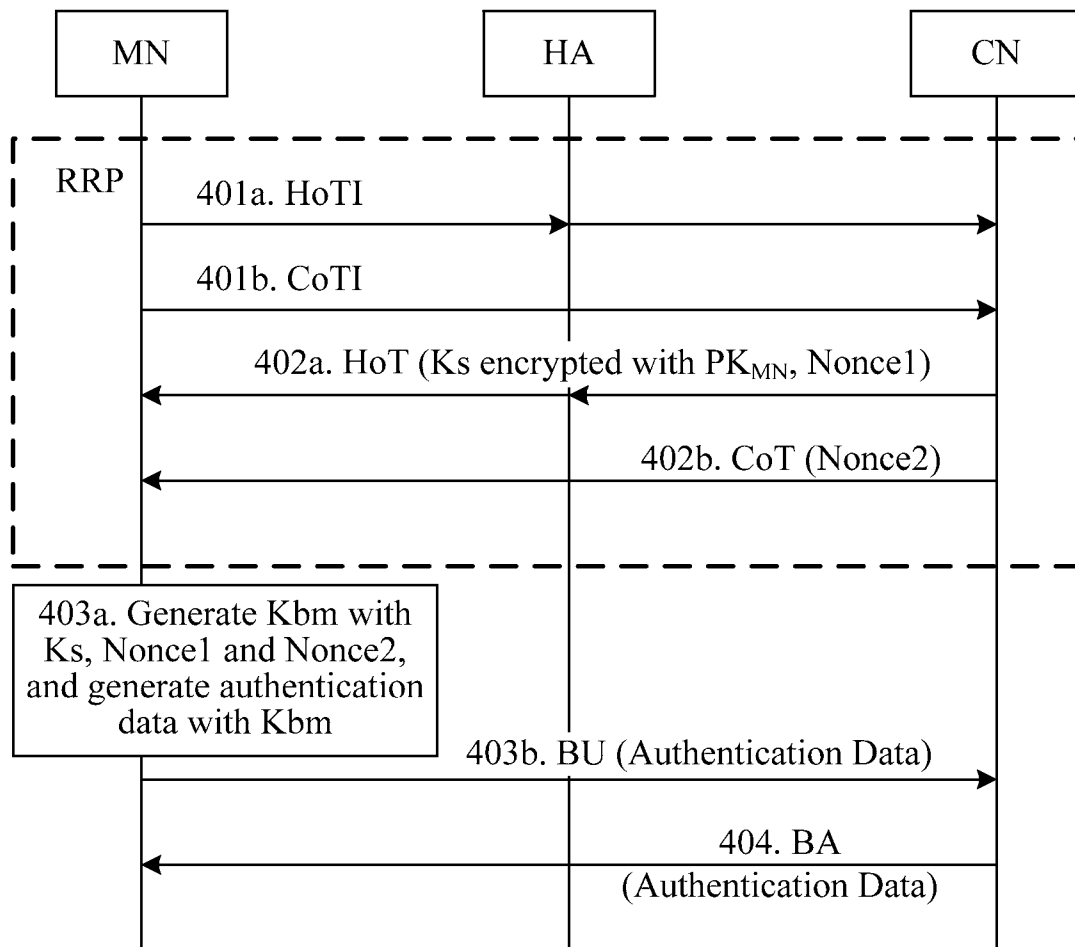 MN
HA
CN
RRP
401a. HoTI
401b. CoTI
402a. HoT (Ks encrypted with PKMN, Nonce1)
402b. CoT (Nonce2)
403a. Generate Kbm with
Ks, Nonce1 and Nonce2,
and generate authentication
data with Kbm
403b. BU (Authentication Data)
404. BA
(Authentication Data)